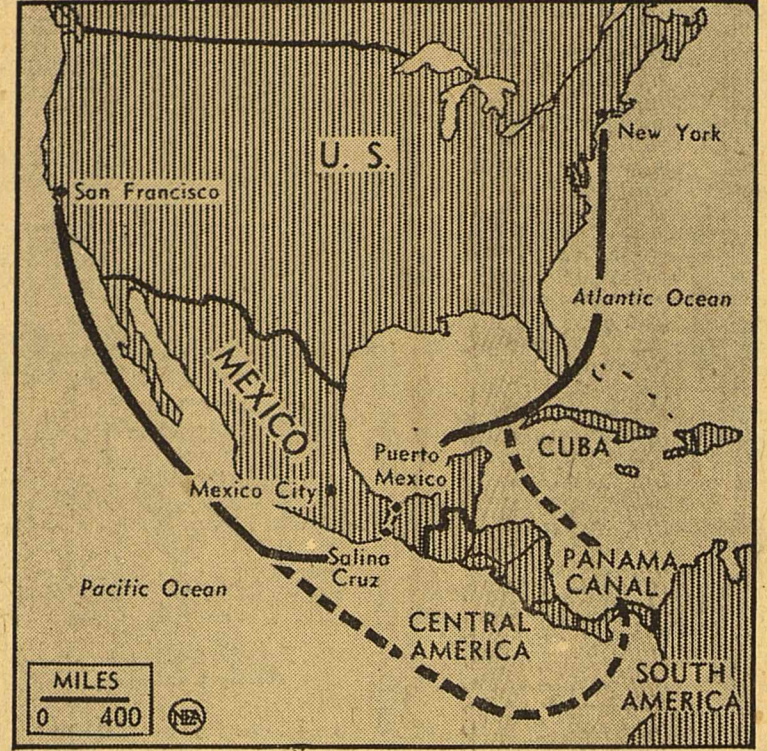 New York
U. S.
San Francisco
Atlantic Ocean
MEXICO
CUBA
Puerto
Mexico
Mexico City
Salina
Cruz
PANAMA
CANAL
Pacific Ocean
CENTRAL
AMERICA
SOUTH
AMERICA
MILES
0 400
NEA